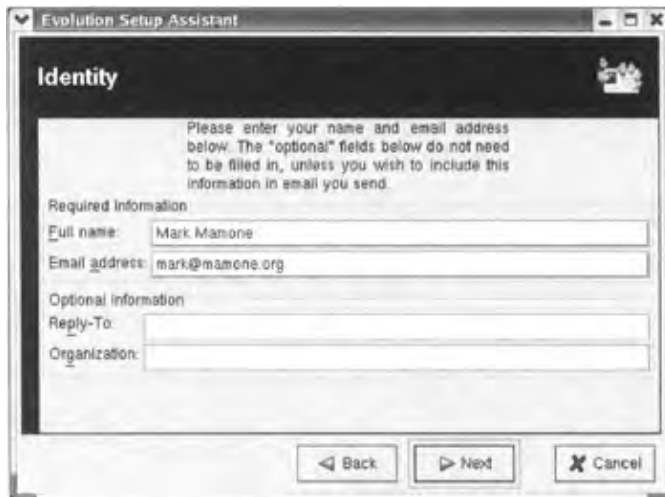 Evolution Setup Assistant
Identity
Please enter your name and email address
below. The "optional" fields below do not need
to be filled in, unless you wish to include this
information in email you send.
Required Information
Full name: Mark Mamone
Email address: mark@mamone.org
Optional Information
Reply-To:
Organization:
Back Next Cancel